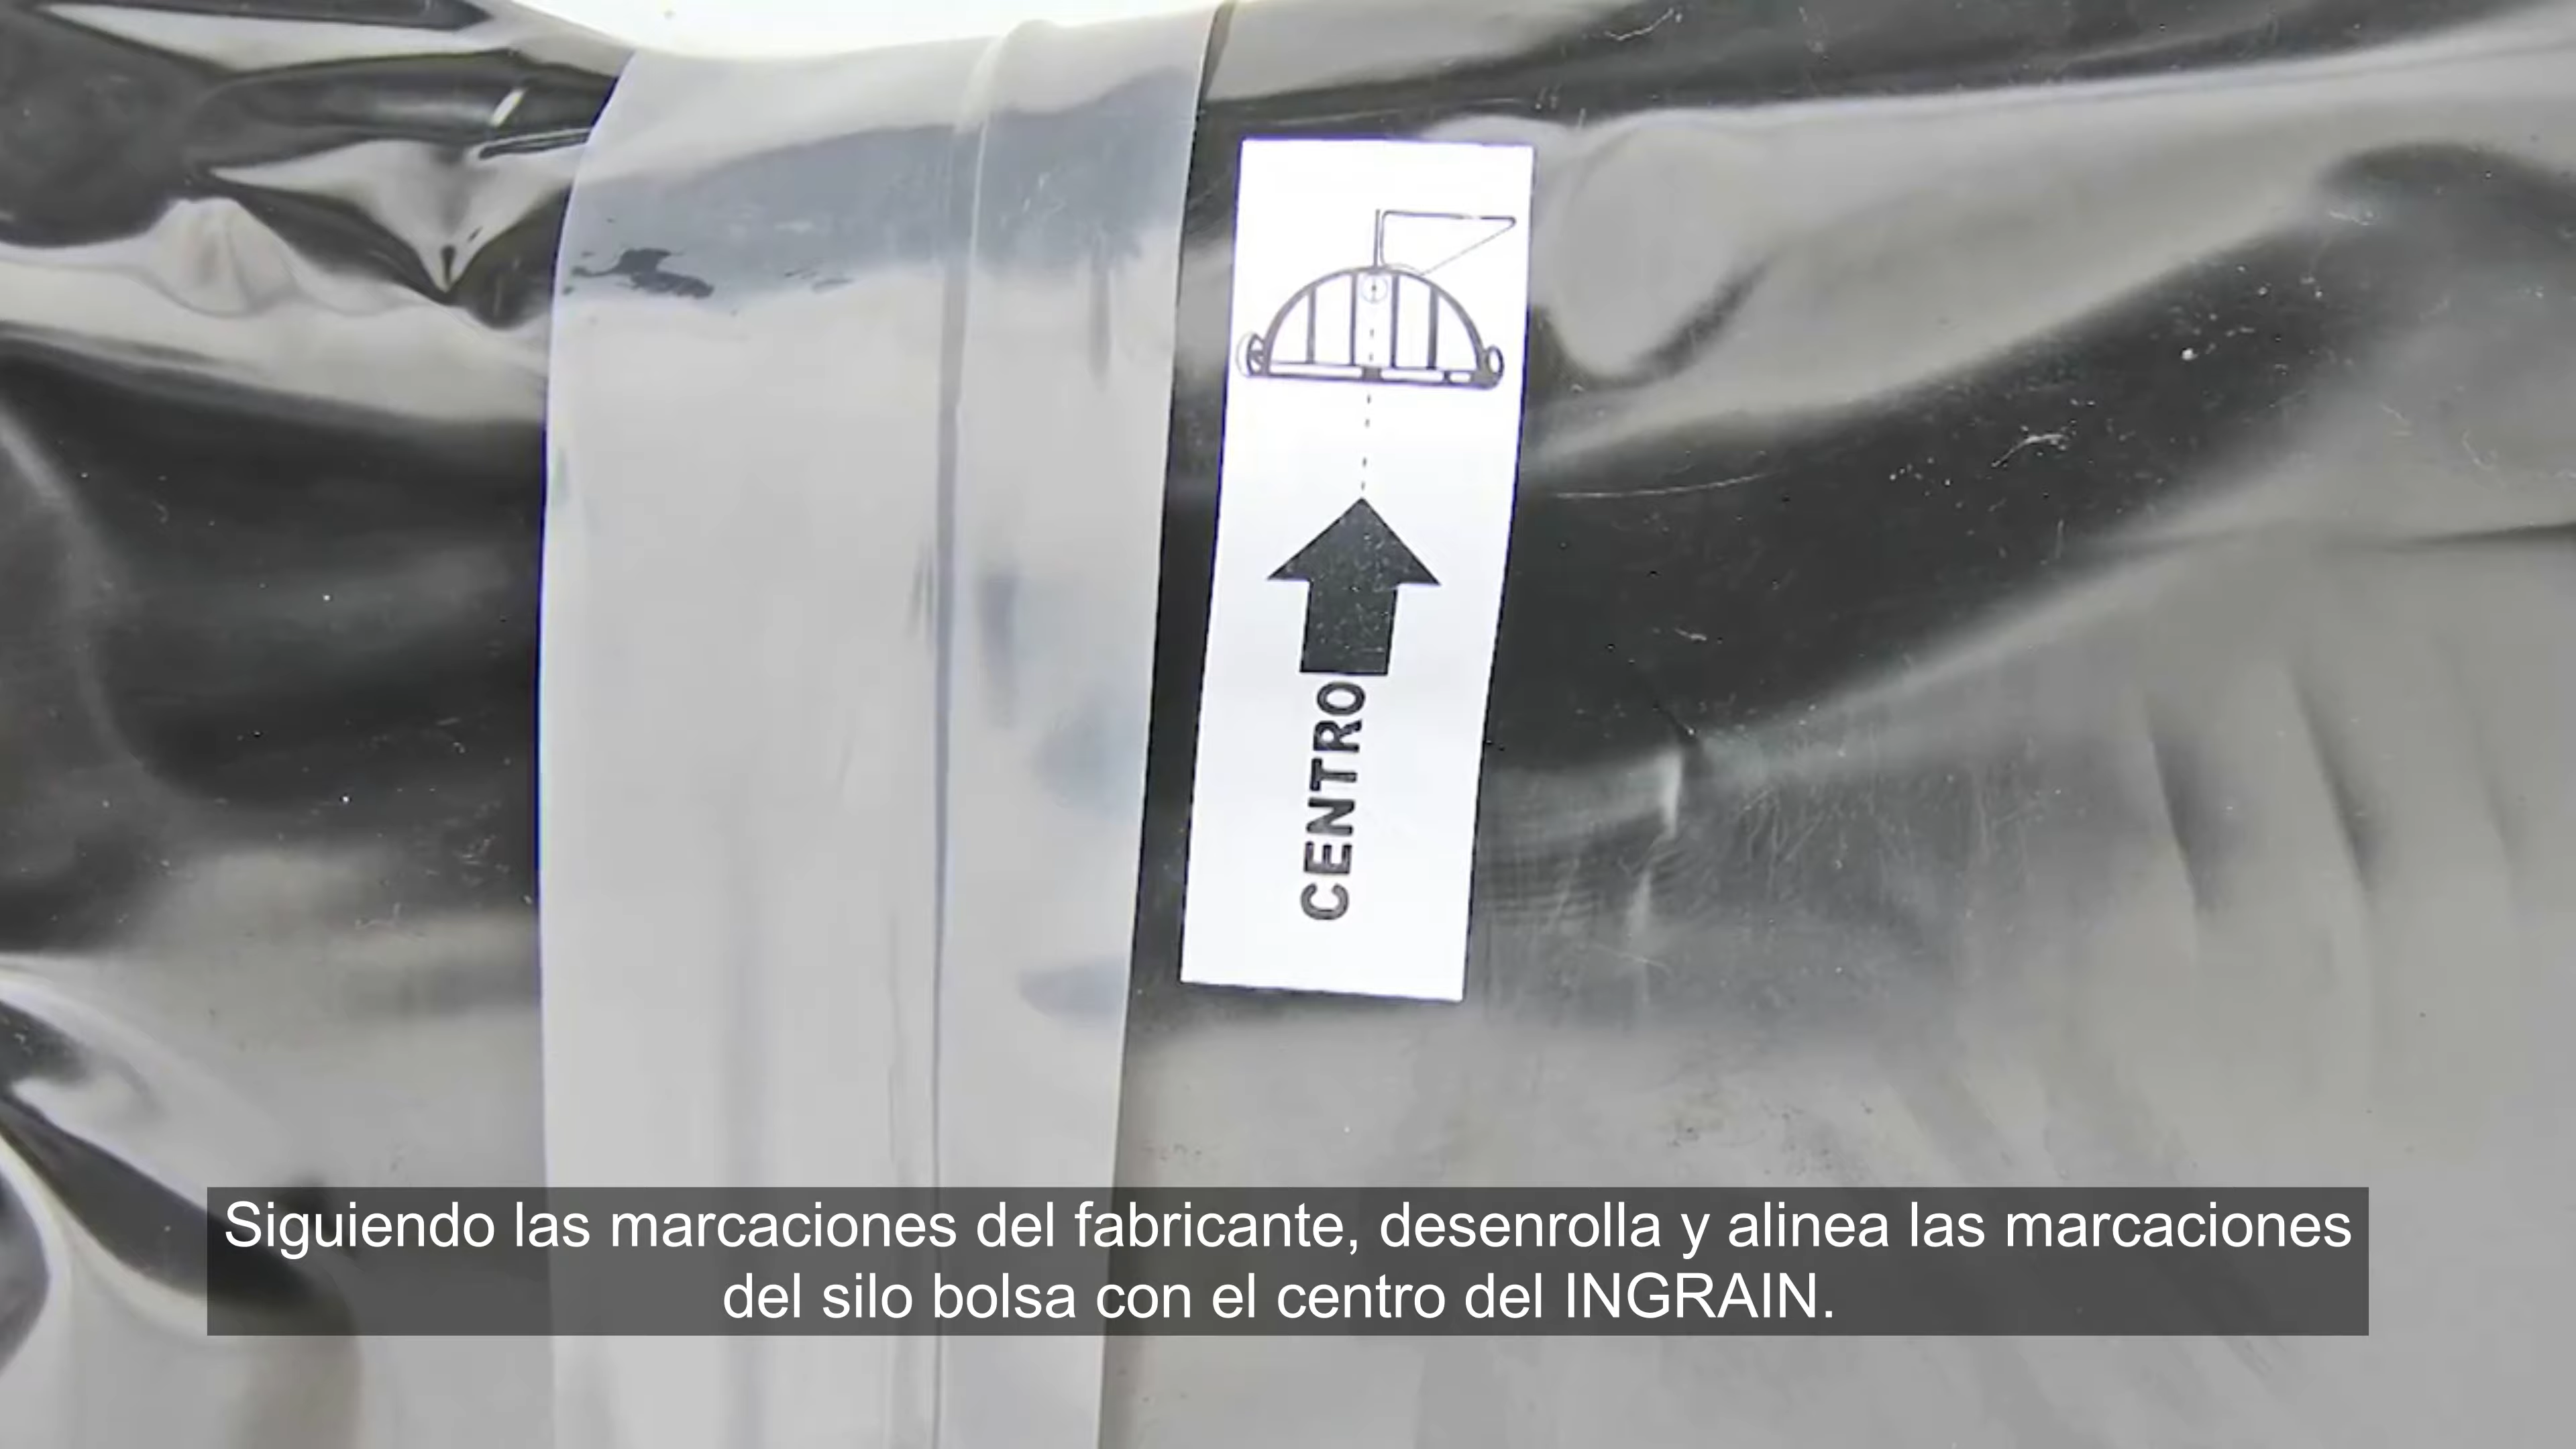 CENTRO
Siguiendo las marcaciones del fabricante, desenrolla y alinea las marcaciones
del silo bolsa con el centro del INGRAIN.